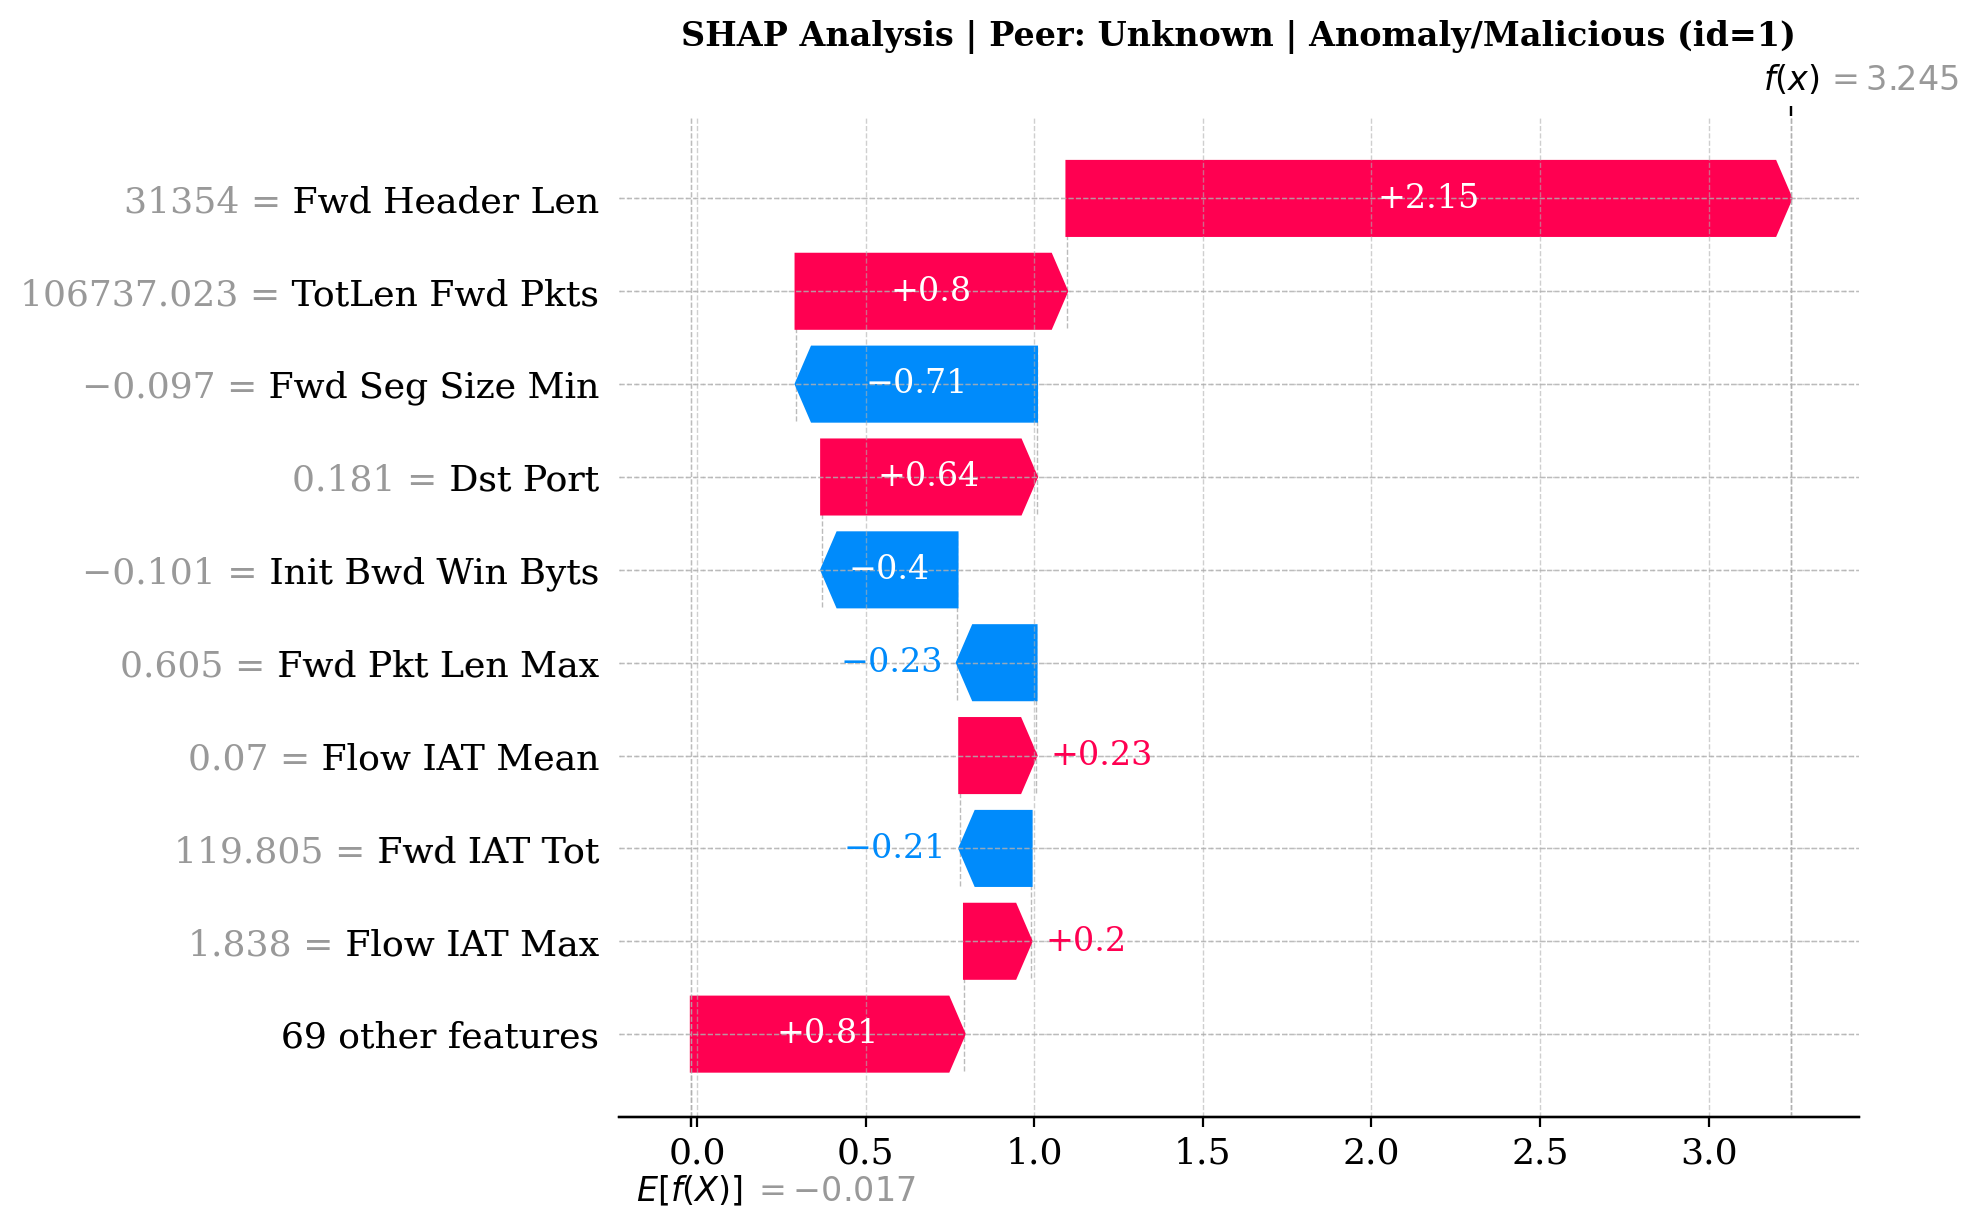 SHAP Analysis | Peer: Unknown | Anomaly/Malicious (id=1)
f(x) = 3.245
31354 = Fwd Header Len
+2.15
106737.023 = TotLen Fwd Pkts
+0.8
−0.097 = Fwd Seg Size Min
−0.71
0.181 = Dst Port
+0.64
−0.101 = Init Bwd Win Byts
−0.4
0.605 = Fwd Pkt Len Max
−0.23
0.07 = Flow IAT Mean
+0.23
119.805 = Fwd IAT Tot
−0.21
1.838 = Flow IAT Max
+0.2
69 other features
+0.81
0.0 0.5 1.0 1.5 2.0 2.5 3.0
E[f(X)] = −0.017